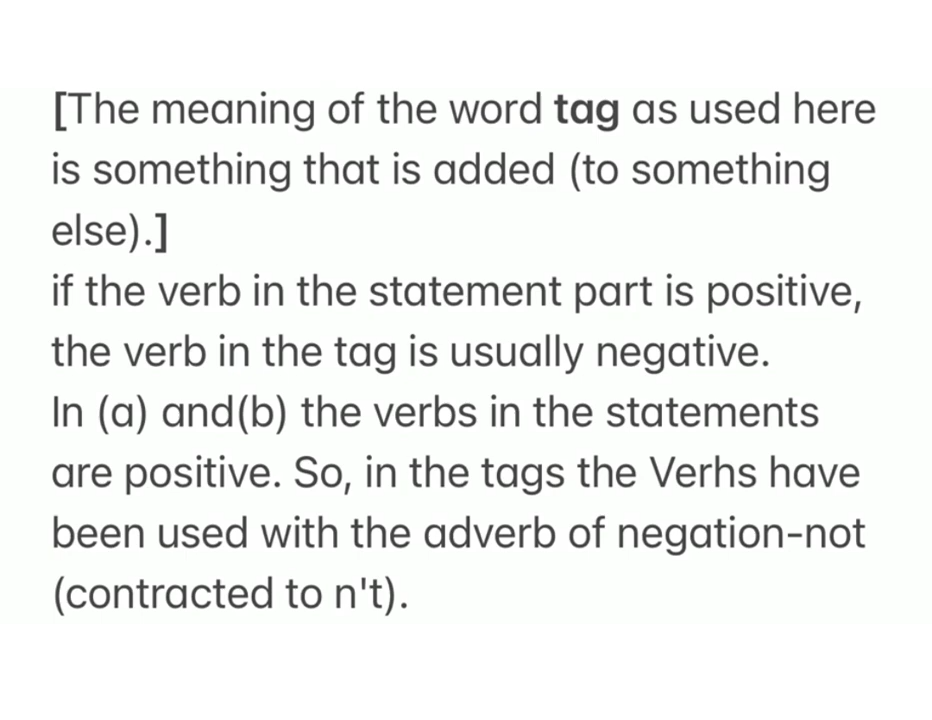 [The meaning of the word tag as used here
is something that is added (to something
else).]
if the verb in the statement part is positive,
the verb in the tag is usually negative.
In (a) and(b) the verbs in the statements
are positive. So, in the tags the Verhs have
been used with the adverb of negation-not
(contracted to n't).